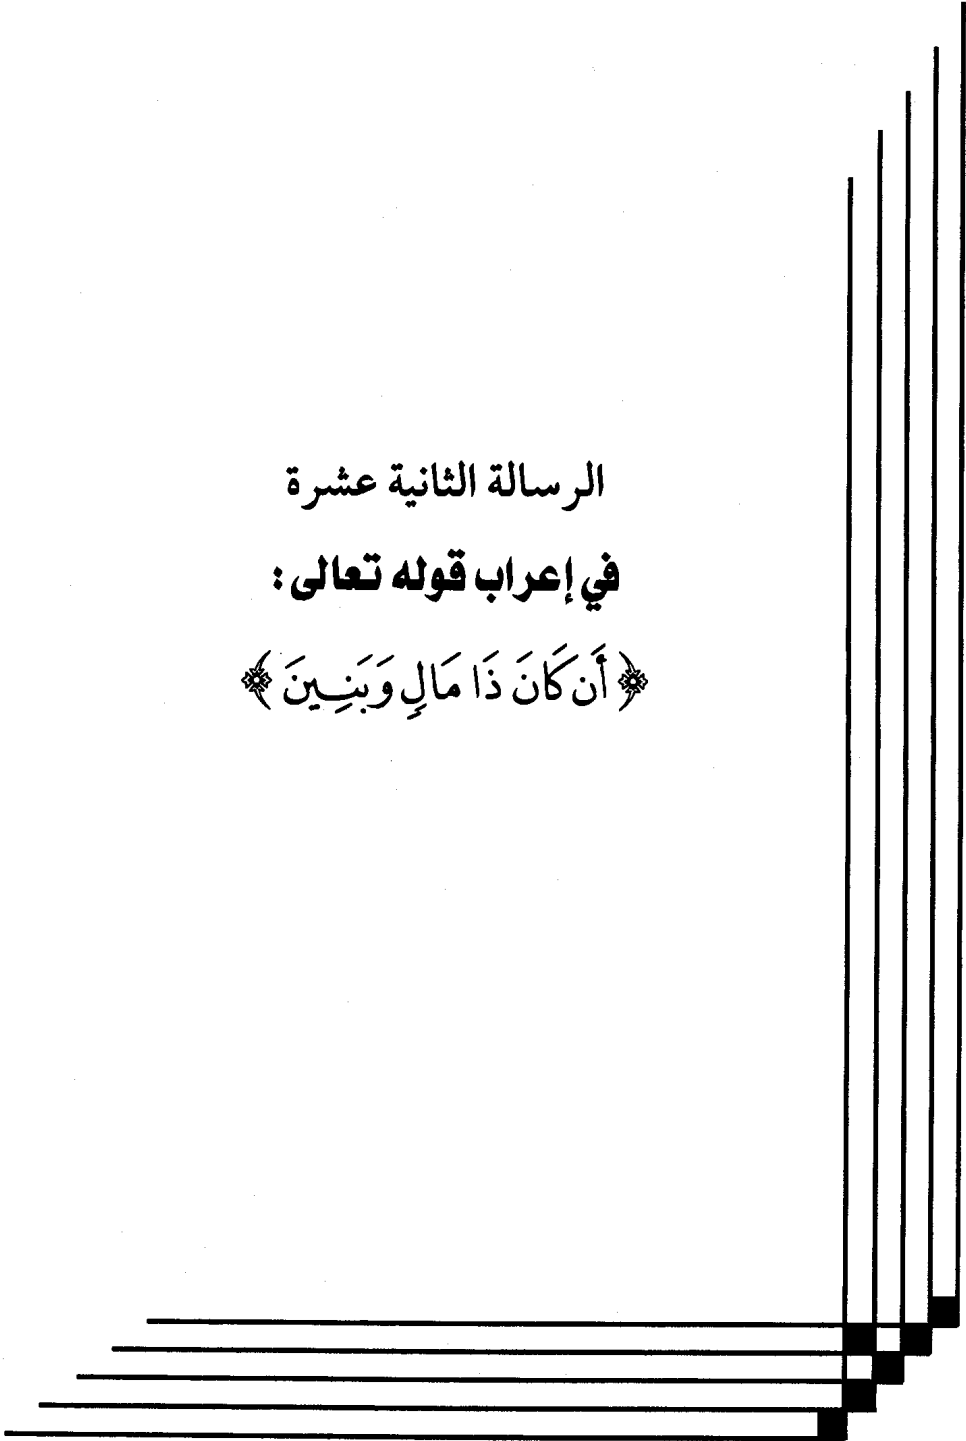 الرسالة الثانية عشرة
في إعراب قوله تعالى:
﴿أَن كَانَ ذَا مَالٍ وَبَنِينَ﴾